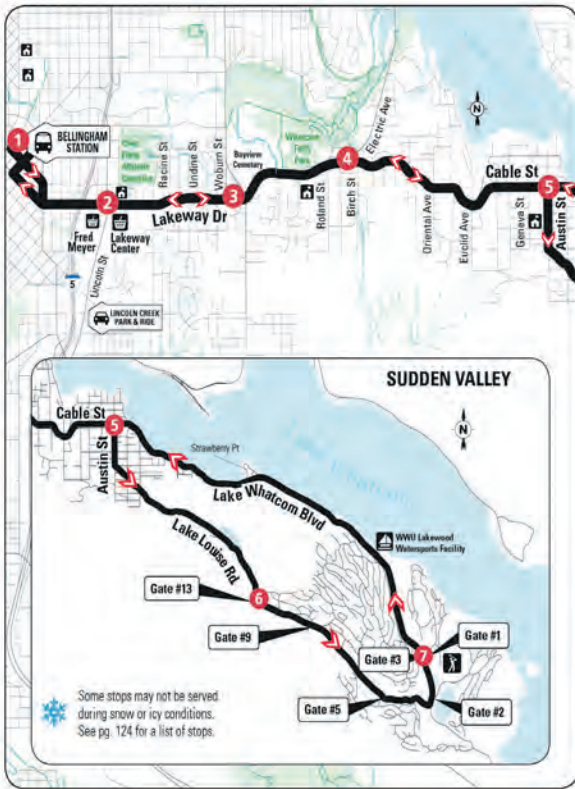 1
BELLINGHAM
STATION
Racine St
Undine St
Woburn St
Bayview
Cemetery
Whatcom
Falls
Park
4
Electric Ave
N
Cable St
5
2
Lakeway Dr
3
Roland St
Birch St
Oriental Ave
Euclid Ave
Geneva St
Austin St
Fred
Meyer
Lakeway
Center
Lincoln St
5
LINCOLN CREEK
PARK & RIDE
SUDDEN VALLEY
N
Cable St
5
Austin St
Strawberry Pt
Lake Whatcom Blvd
Lake Louise Rd
WWU Lakewood
Watersports Facility
Gate #13
6
Gate #9
Gate #1
Gate #3
7
Gate #5
Gate #2
Some stops may not be served
during snow or icy conditions.
See pg. 124 for a list of stops.